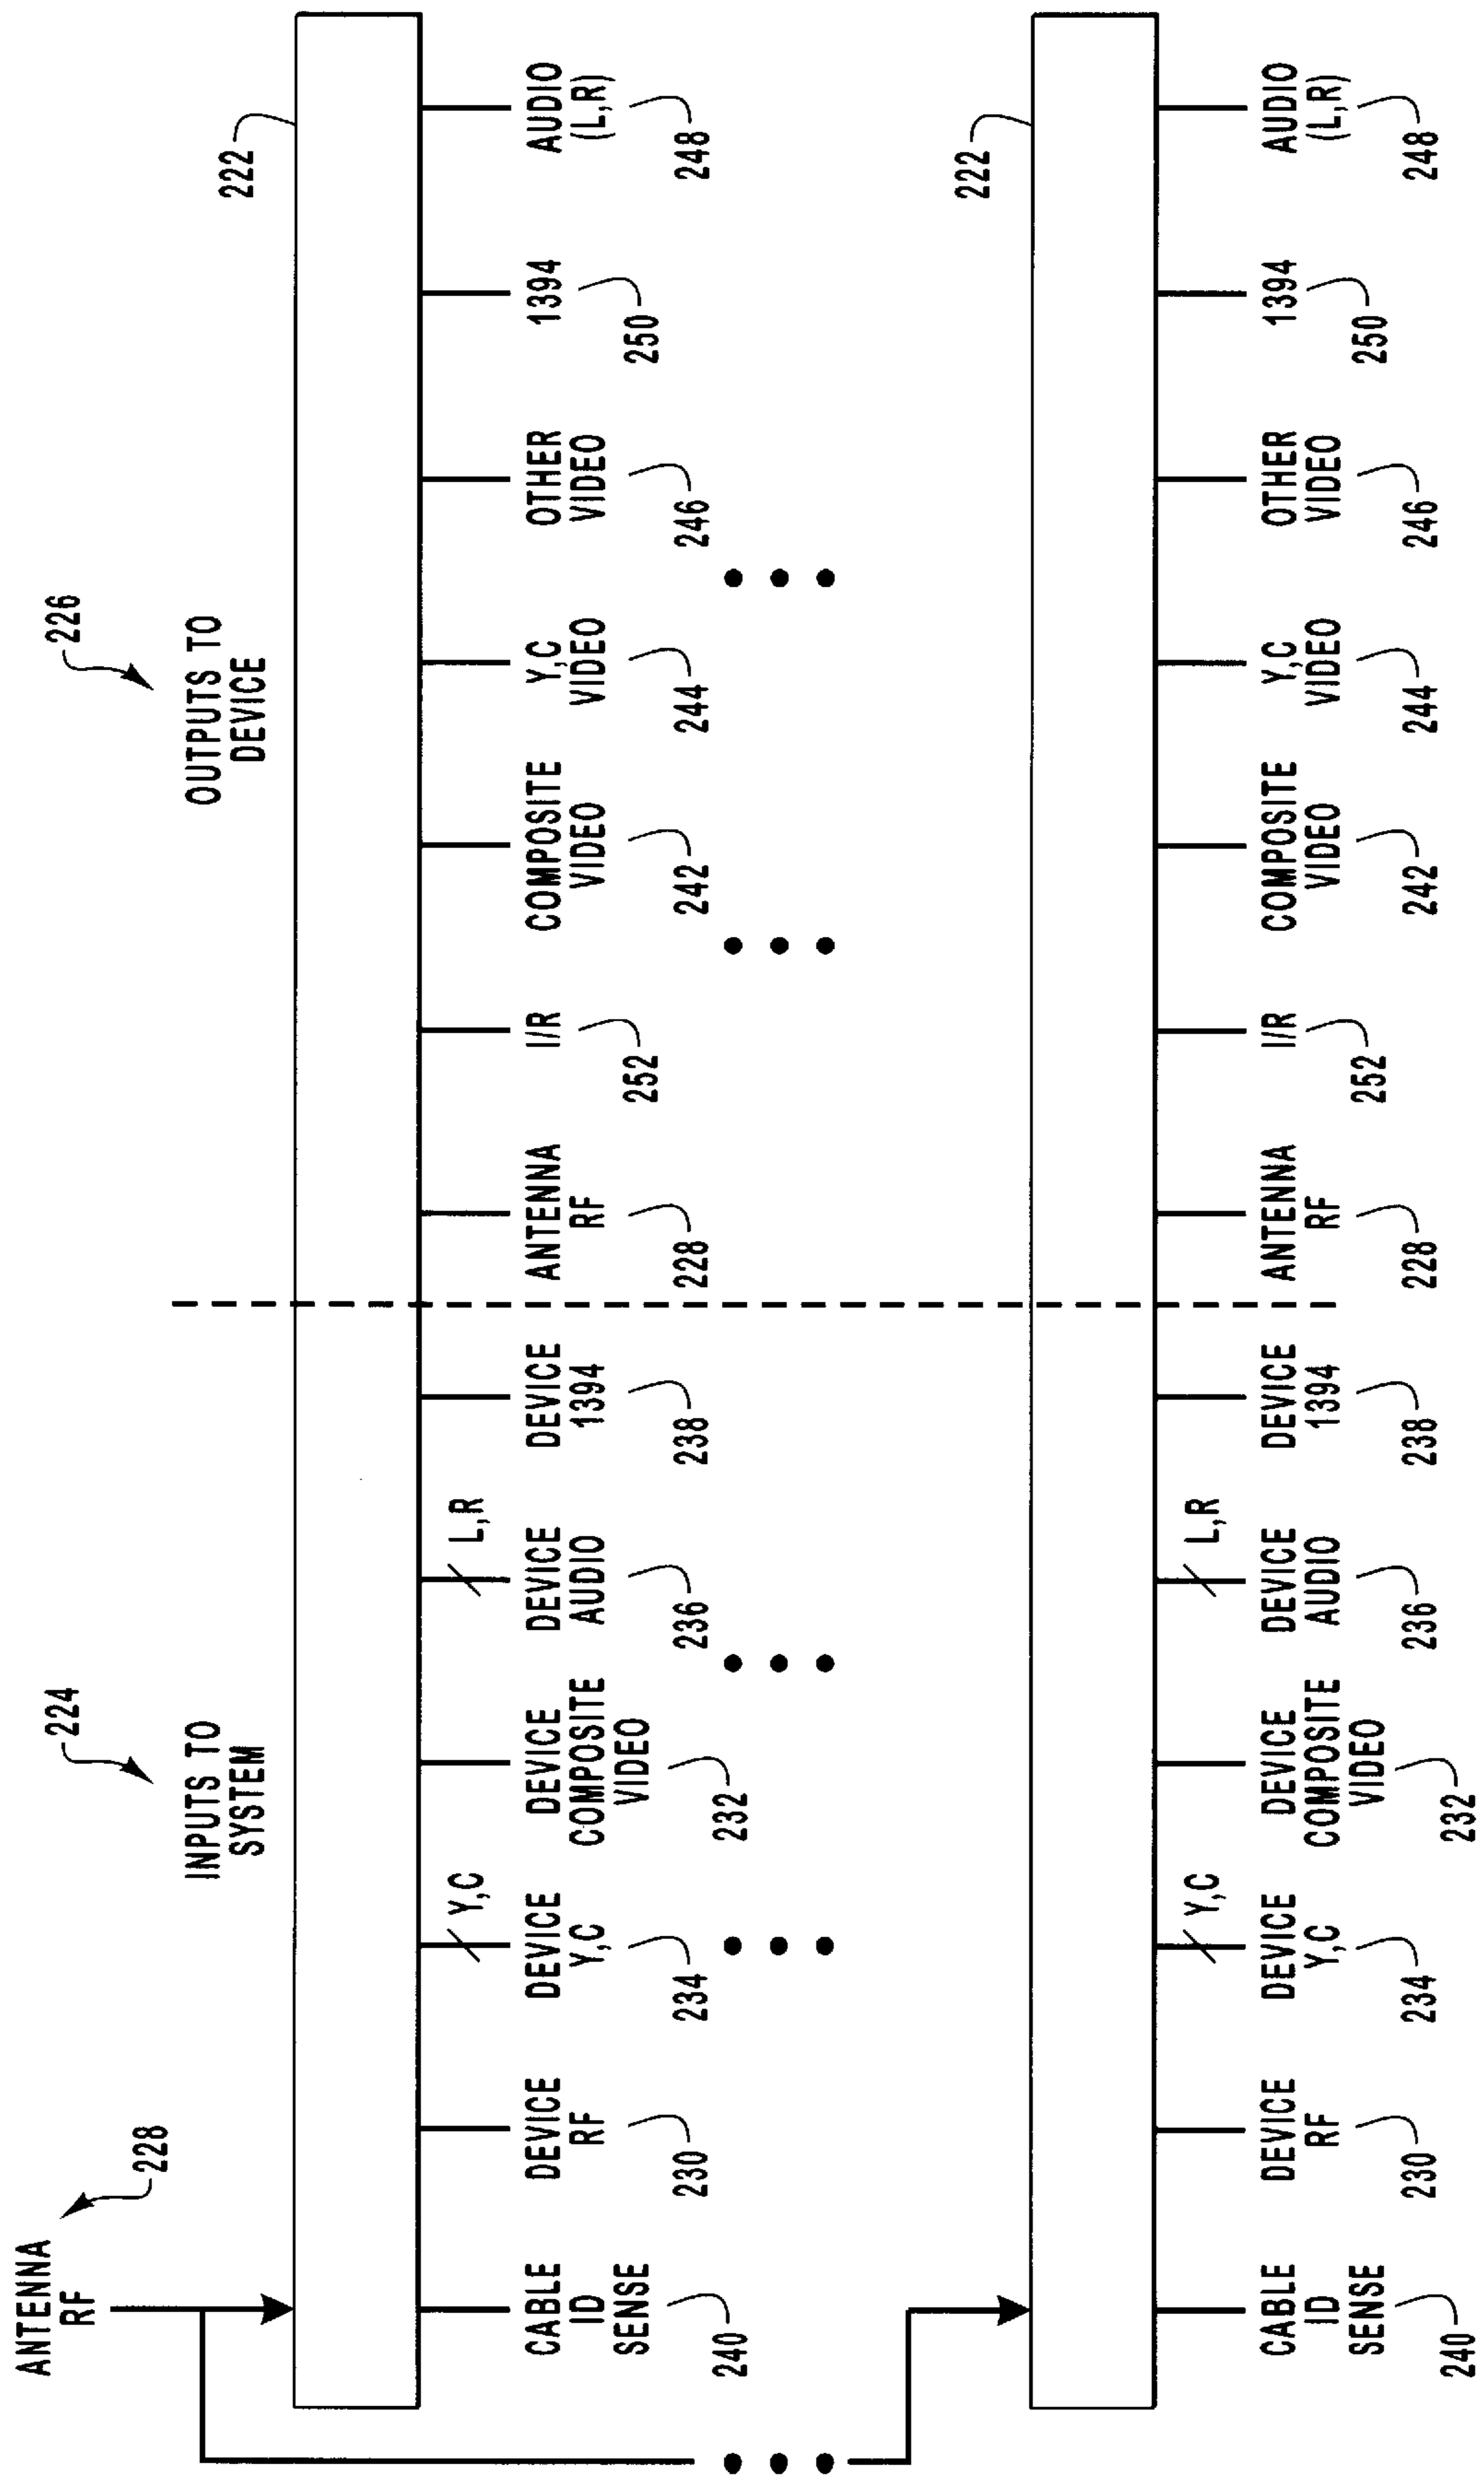 ANTENNA
RF
228
224
INPUTS TO
SYSTEM
226
OUTPUTS TO
DEVICE
222
Y,C
L,R
CABLE
ID
SENSE
240
DEVICE
RF
230
DEVICE
Y,C
234
DEVICE
COMPOSITE
VIDEO
232
DEVICE
AUDIO
236
DEVICE
1394
238
ANTENNA
RF
228
I/R
252
COMPOSITE
VIDEO
242
Y,C
VIDEO
244
OTHER
VIDEO
246
1394
250
AUDIO
(L,R)
248
222
Y,C
L,R
CABLE
ID
SENSE
240
DEVICE
RF
230
DEVICE
Y,C
234
DEVICE
COMPOSITE
VIDEO
232
DEVICE
AUDIO
236
DEVICE
1394
238
ANTENNA
RF
228
I/R
252
COMPOSITE
VIDEO
242
Y,C
VIDEO
244
OTHER
VIDEO
246
1394
250
AUDIO
(L,R)
248